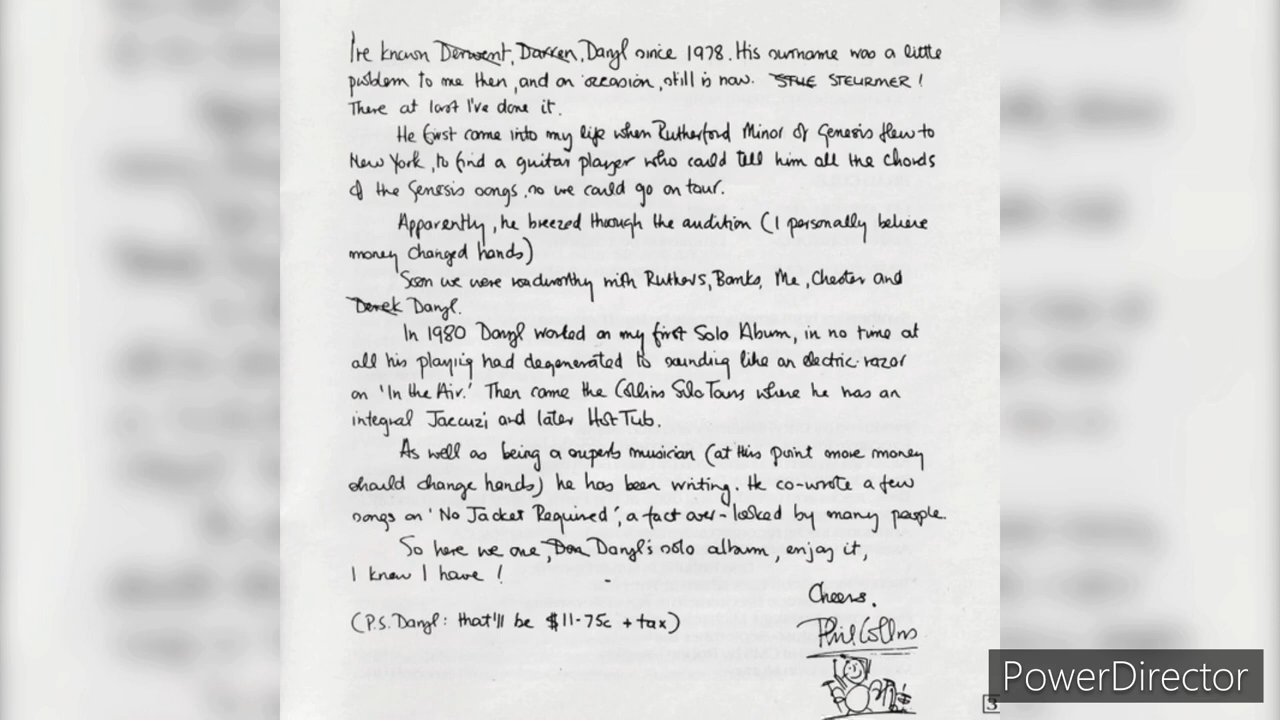 I've known Derwent, Darren, Daryl since 1978. His surname was a little
problem to me then, and on occasion, still is now. STUE STEURMER!
There at last I've done it.
He first came into my life when Rutherford Minor of Genesis flew to
New York, to find a guitar player who could tell him all the chords
of the Genesis songs, so we could go on tour.
Apparently, he breezed through the audition (I personally believe
money changed hands)
Soon we were roadworthy with Ruthers, Banks, Me, Chester and
Derek Daryl.
In 1980 Daryl worked on my first Solo Album, in no time at
all his playing had degenerated to sounding like an electric razor
on 'In the Air.' Then came the Collins Solo Tours where he was an
integral Jaccuzi and later Hot Tub.
As well as being a superb musician (at this point more money
should change hands) he has been writing. He co-wrote a few
songs on 'No Jacket Required', a fact over-looked by many people.
So here we are, Don Daryl's solo album, enjoy it,
I know I have!
Cheers.
(P.S. Daryl: that'll be $11-75c + tax)
Phil Collins
3
PowerDirector